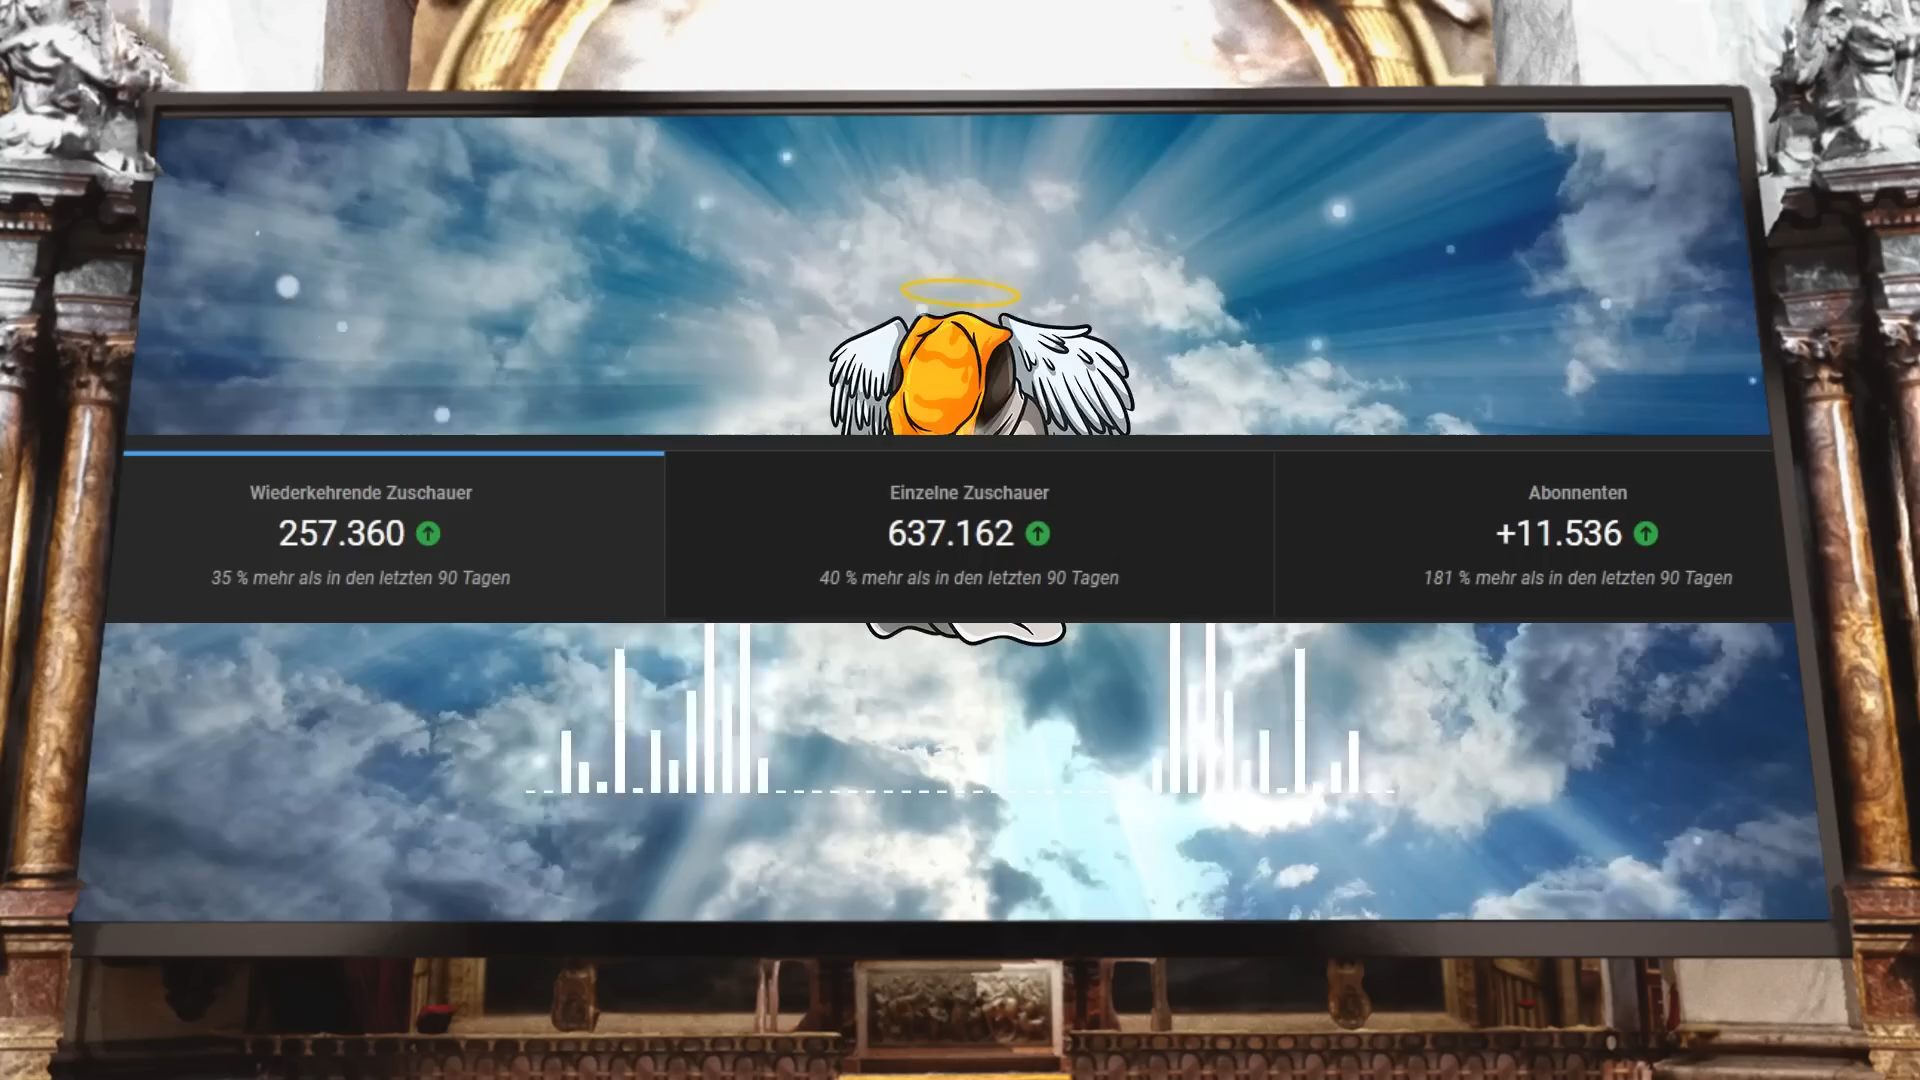 Wiederkehrende Zuschauer
257.360
35 % mehr als in den letzten 90 Tagen
Einzelne Zuschauer
637.162
40 % mehr als in den letzten 90 Tagen
Abonnenten
+11.536
181 % mehr als in den letzten 90 Tagen